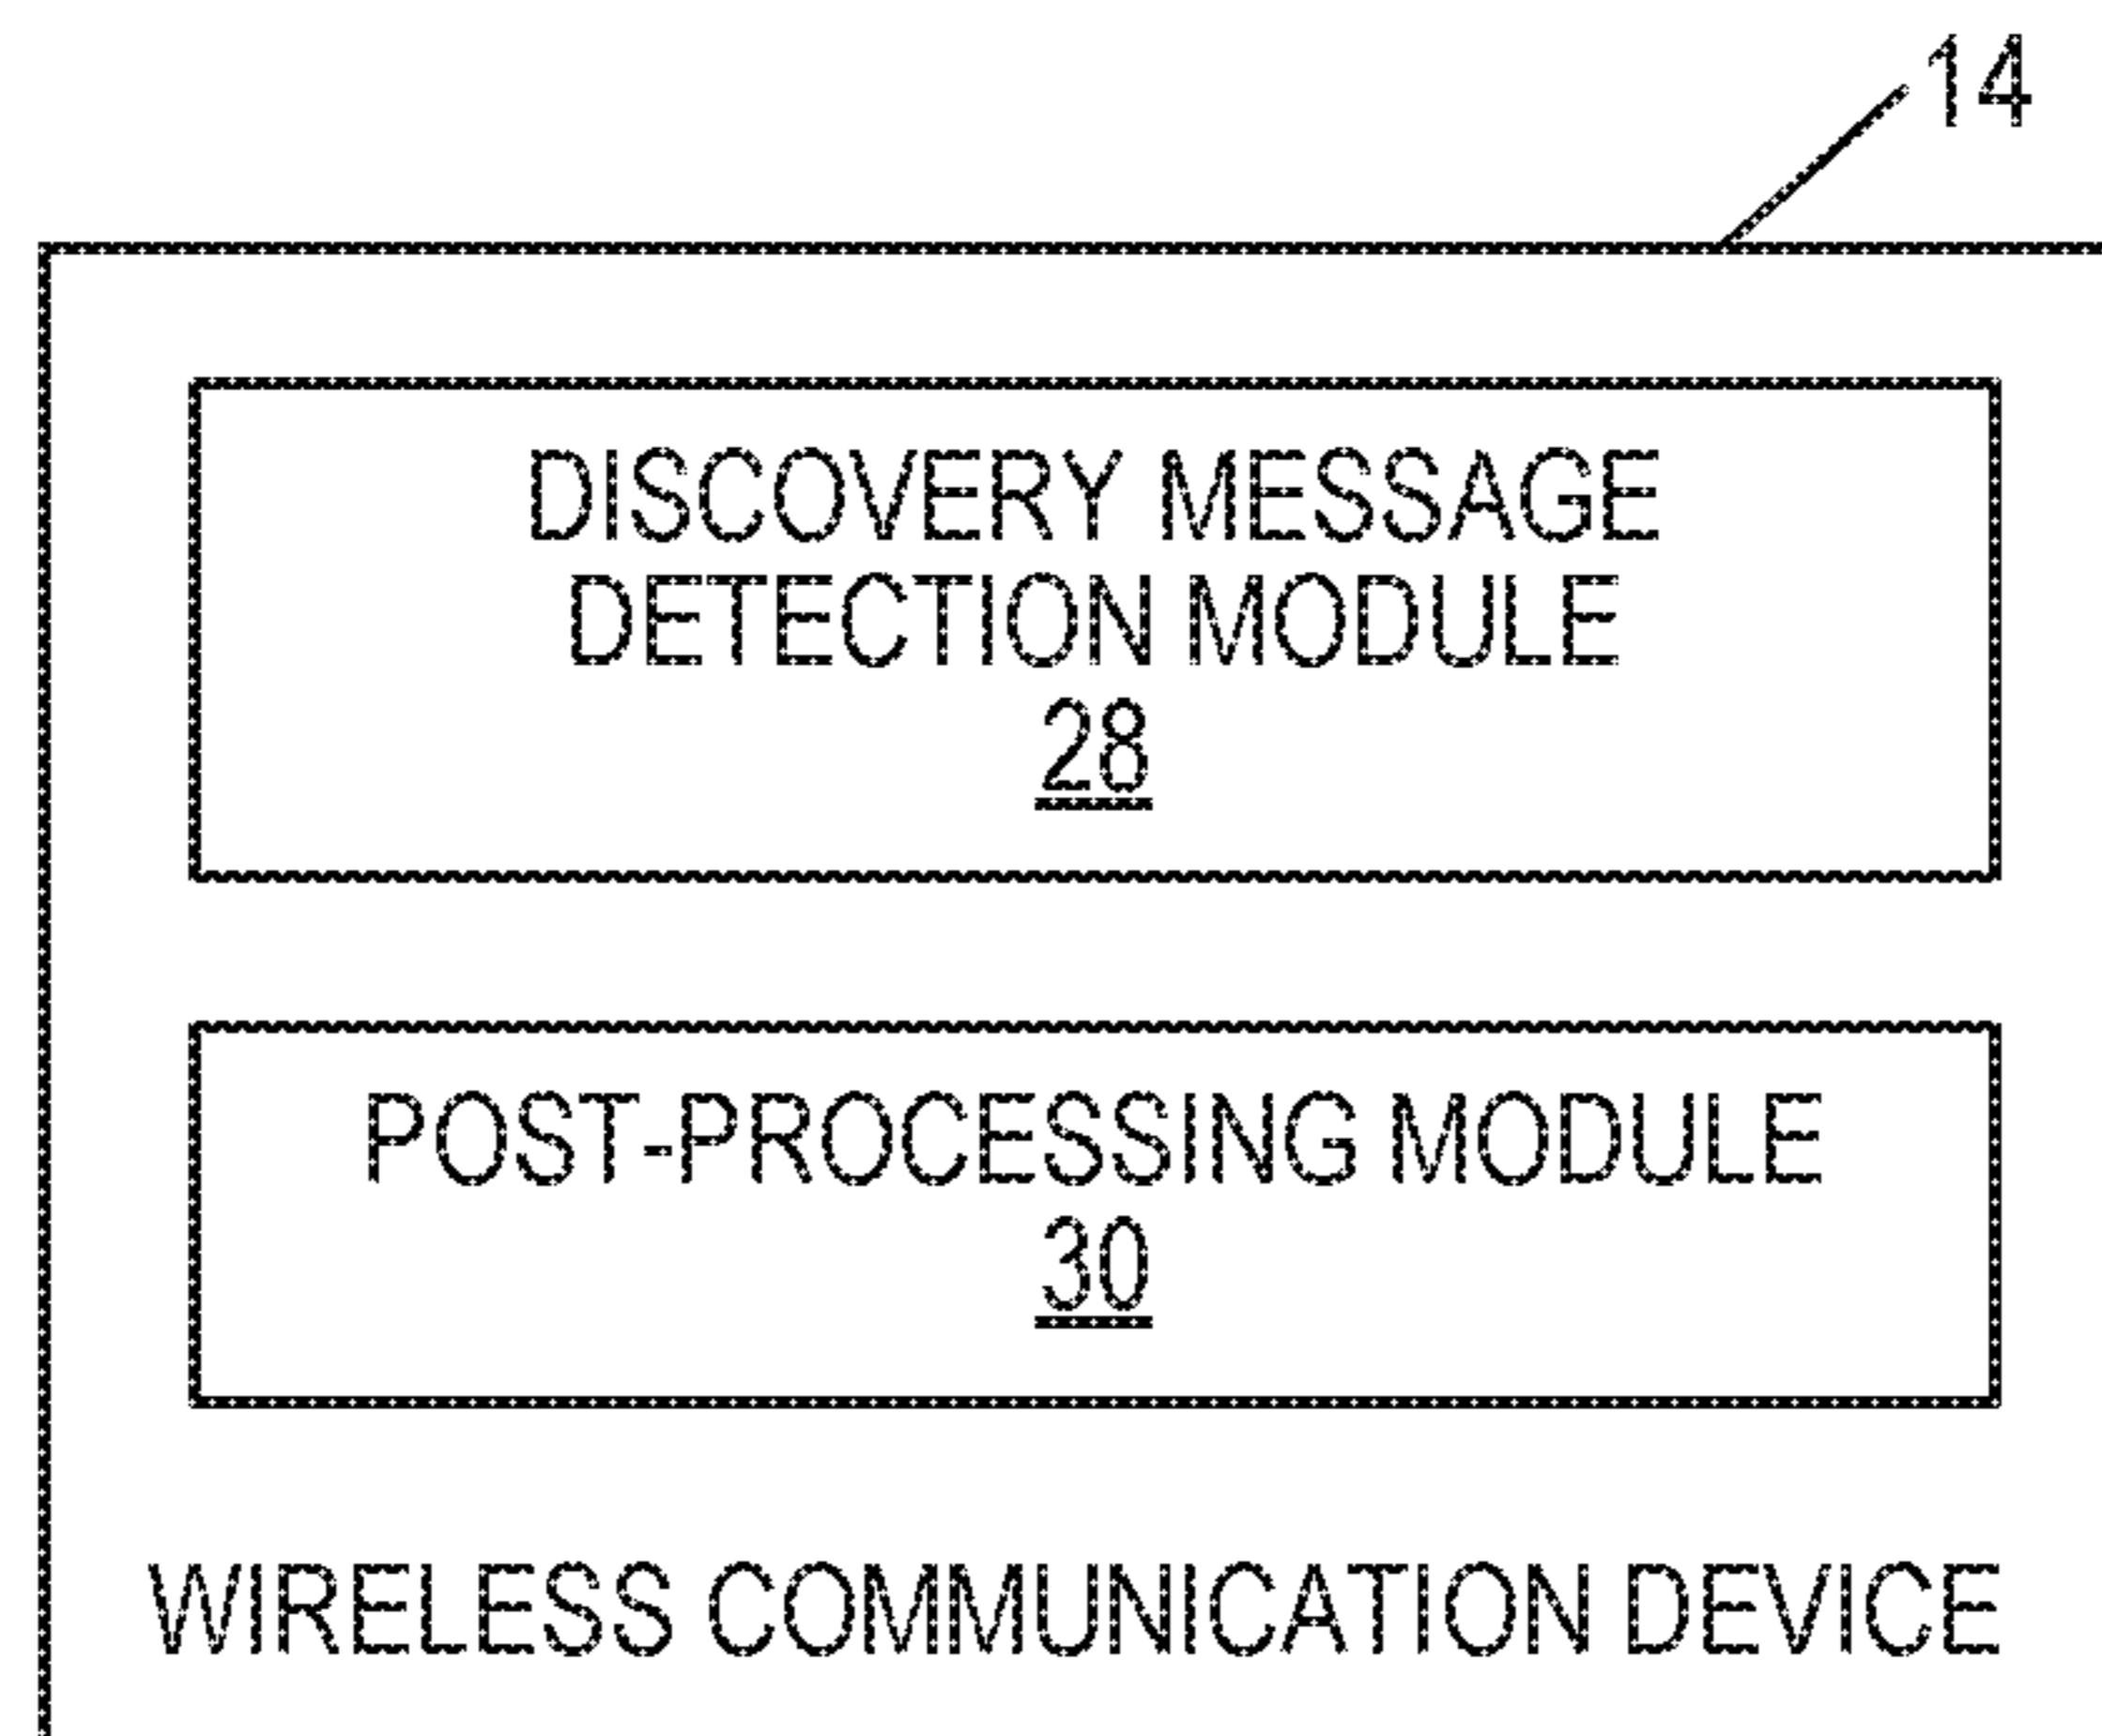 14
DISCOVERY MESSAGE
DETECTION MODULE
28
POST-PROCESSING MODULE
30
WIRELESS COMMUNICATION DEVICE